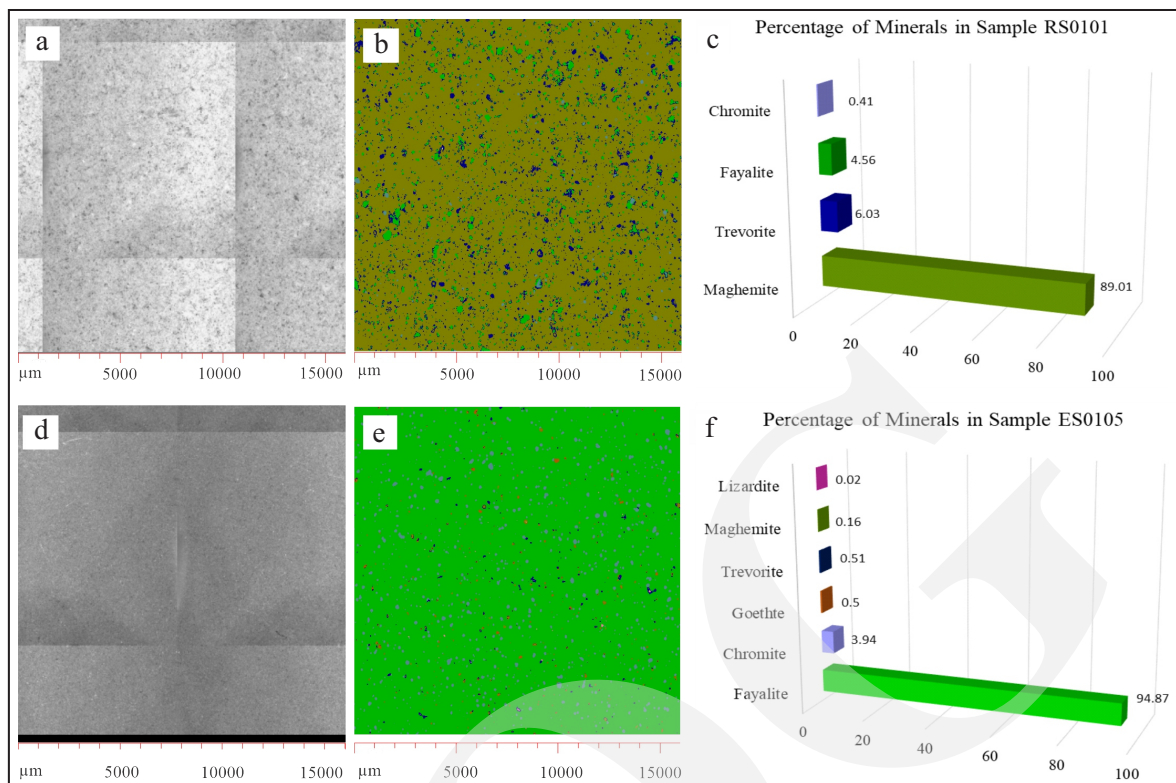 a
b
c
Percentage of Minerals in Sample RS0101
Chromite
0.41
Fayalite
4.56
Trevorite
6.03
Maghemite
89.01
0
20
40
60
80
100
µm 5000 10000 15000
µm 5000 10000 15000
d
e
f
Percentage of Minerals in Sample ES0105
Lizardite
0.02
Maghemite
0.16
Trevorite
0.51
Goethte
0.5
Chromite
3.94
Fayalite
94.87
0
20
40
60
80
100
µm 5000 10000 15000
µm 5000 10000 15000